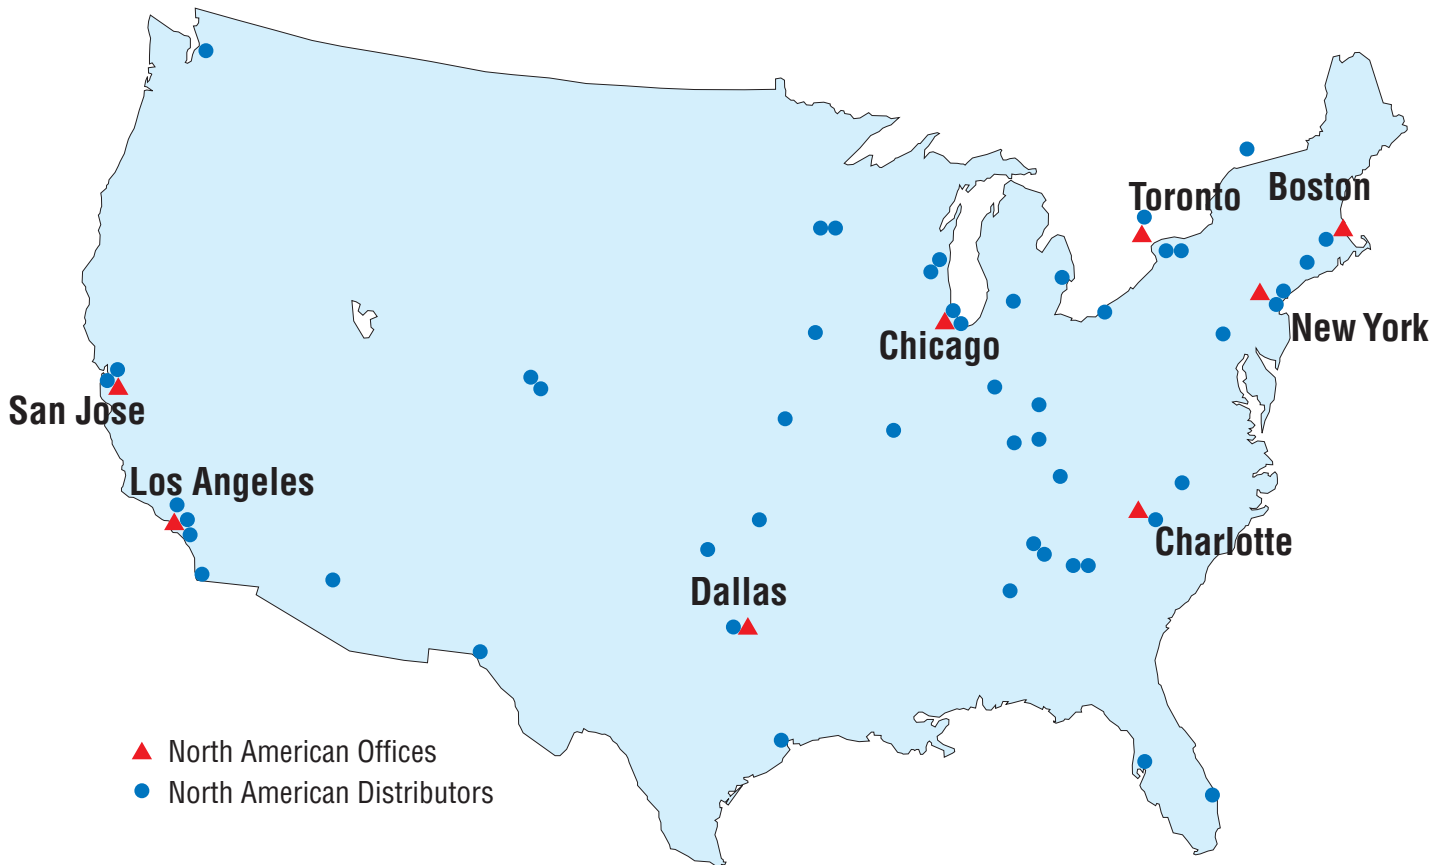 Toronto
Boston
New York
Chicago
San Jose
Los Angeles
Charlotte
Dallas
North American Offices
North American Distributors